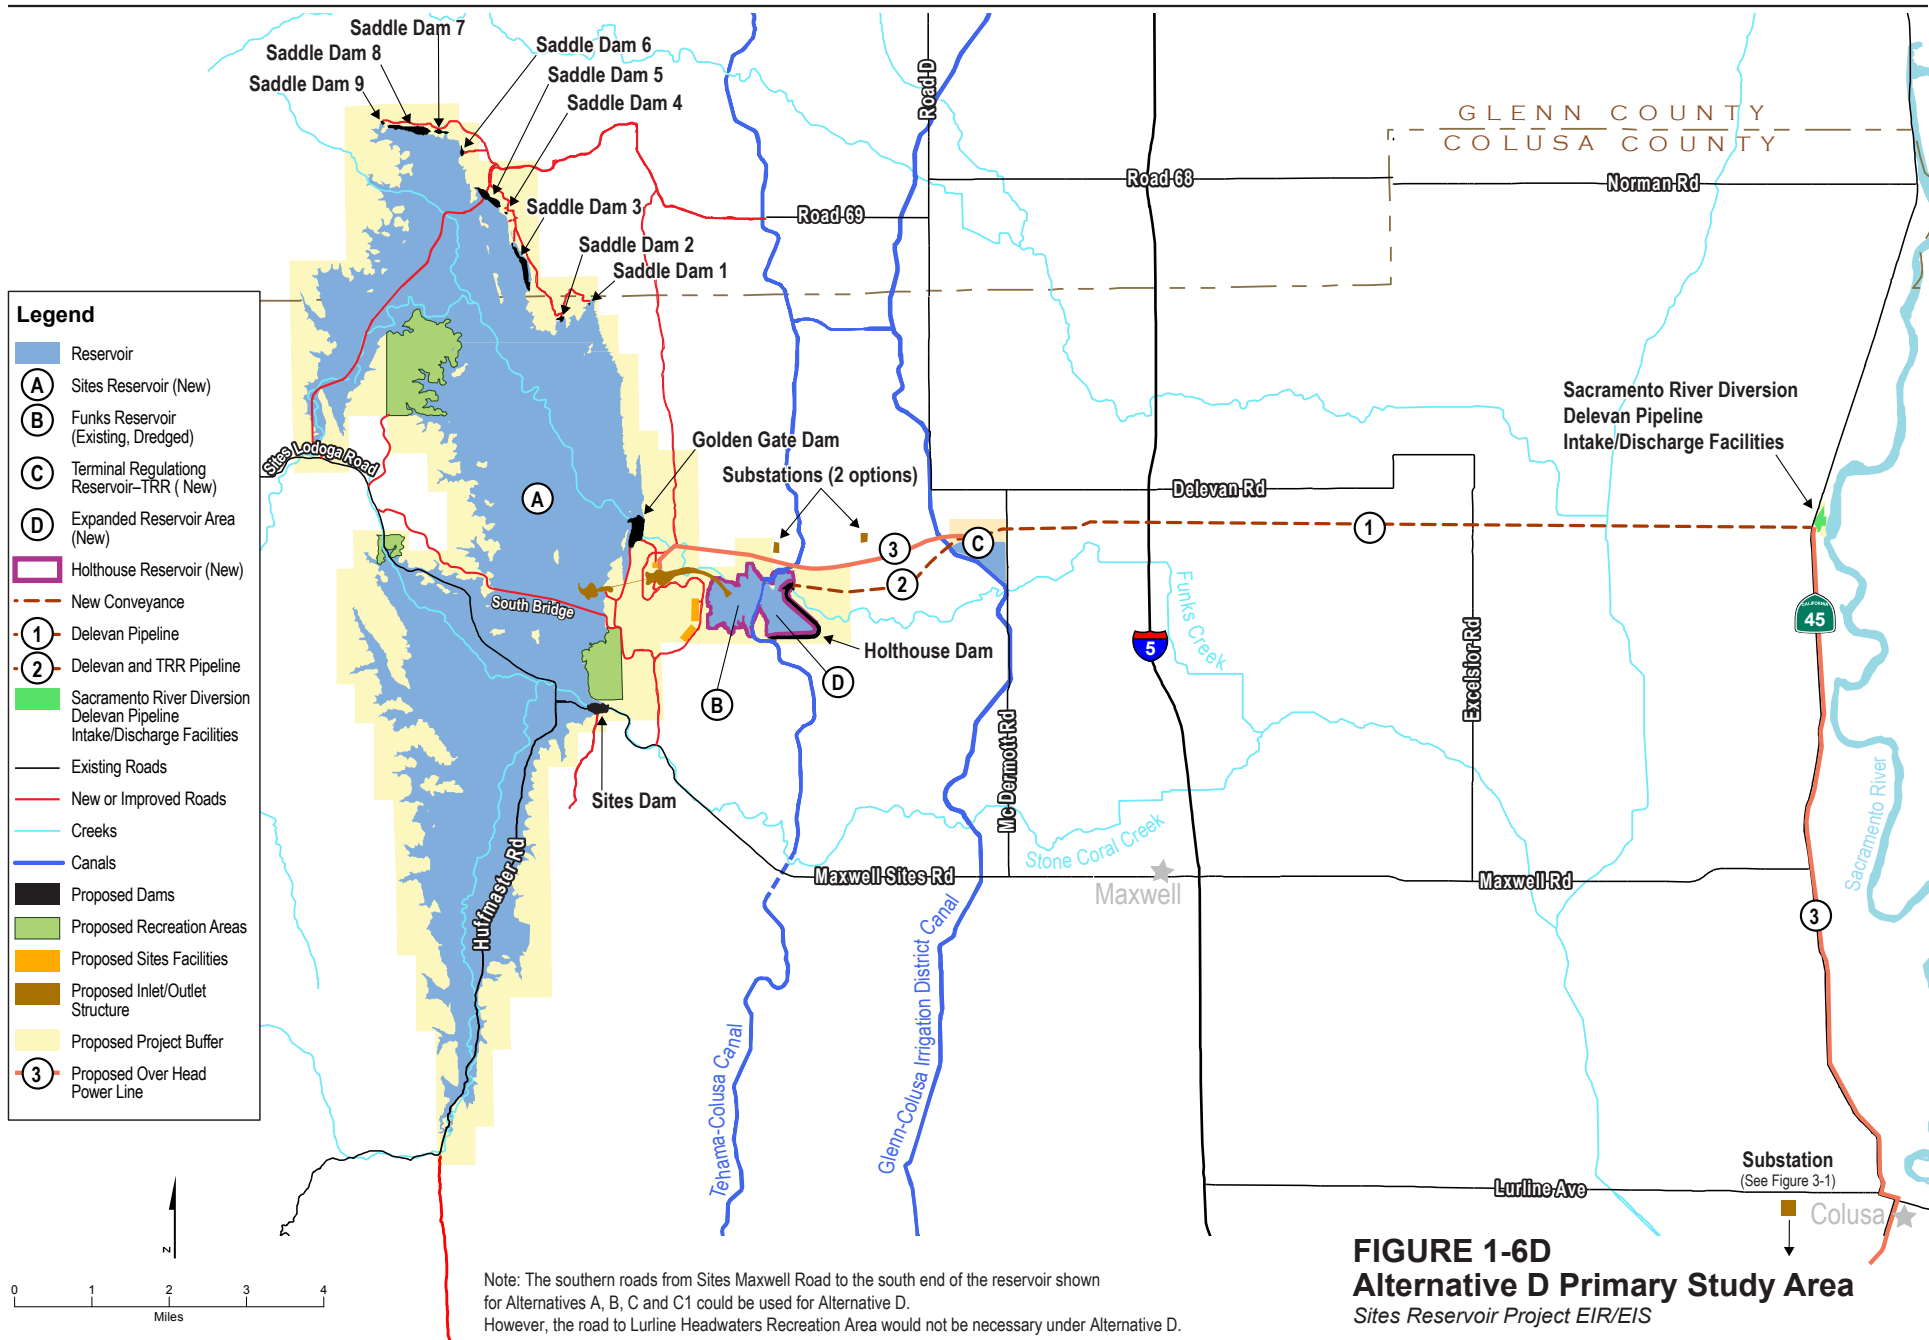 Saddle Dam 7
Saddle Dam 8
Saddle Dam 9
Saddle Dam 6
Saddle Dam 5
Saddle Dam 4
Saddle Dam 3
Saddle Dam 2
Saddle Dam 1
Road D
GLENN COUNTY
COLUSA COUNTY
Road 68
Norman Rd
Road 69
Legend
Reservoir
A Sites Reservoir (New)
B Funks Reservoir
(Existing, Dredged)
C Terminal Regulationg
Reservoir–TRR ( New)
D Expanded Reservoir Area
(New)
Holthouse Reservoir (New)
New Conveyance
1 Delevan Pipeline
2 Delevan and TRR Pipeline
Sacramento River Diversion
Delevan Pipeline
Intake/Discharge Facilities
Existing Roads
New or Improved Roads
Creeks
Canals
Proposed Dams
Proposed Recreation Areas
Proposed Sites Facilities
Proposed Inlet/Outlet
Structure
Proposed Project Buffer
3 Proposed Over Head
Power Line
Sacramento River Diversion
Delevan Pipeline
Intake/Discharge Facilities
Sites Lodoga Road
Golden Gate Dam
Substations (2 options)
Delevan Rd
A
C
1
3
2
South Bridge
Funks Creek
CALIFORNIA
45
5
Holthouse Dam
D
B
Excelsior Rd
Mc Dermott Rd
Sites Dam
Sacramento River
Stone Coral Creek
Huffmaster Rd
Maxwell Sites Rd
Maxwell
Maxwell Rd
3
Glenn-Colusa Irrigation District Canal
Tehama-Colusa Canal
Substation
(See Figure 3-1)
Lurline Ave
Colusa
N
0 1 2 3 4
Miles
Note: The southern roads from Sites Maxwell Road to the south end of the reservoir shown
for Alternatives A, B, C and C1 could be used for Alternative D.
However, the road to Lurline Headwaters Recreation Area would not be necessary under Alternative D.
FIGURE 1-6D
Alternative D Primary Study Area
Sites Reservoir Project EIR/EIS